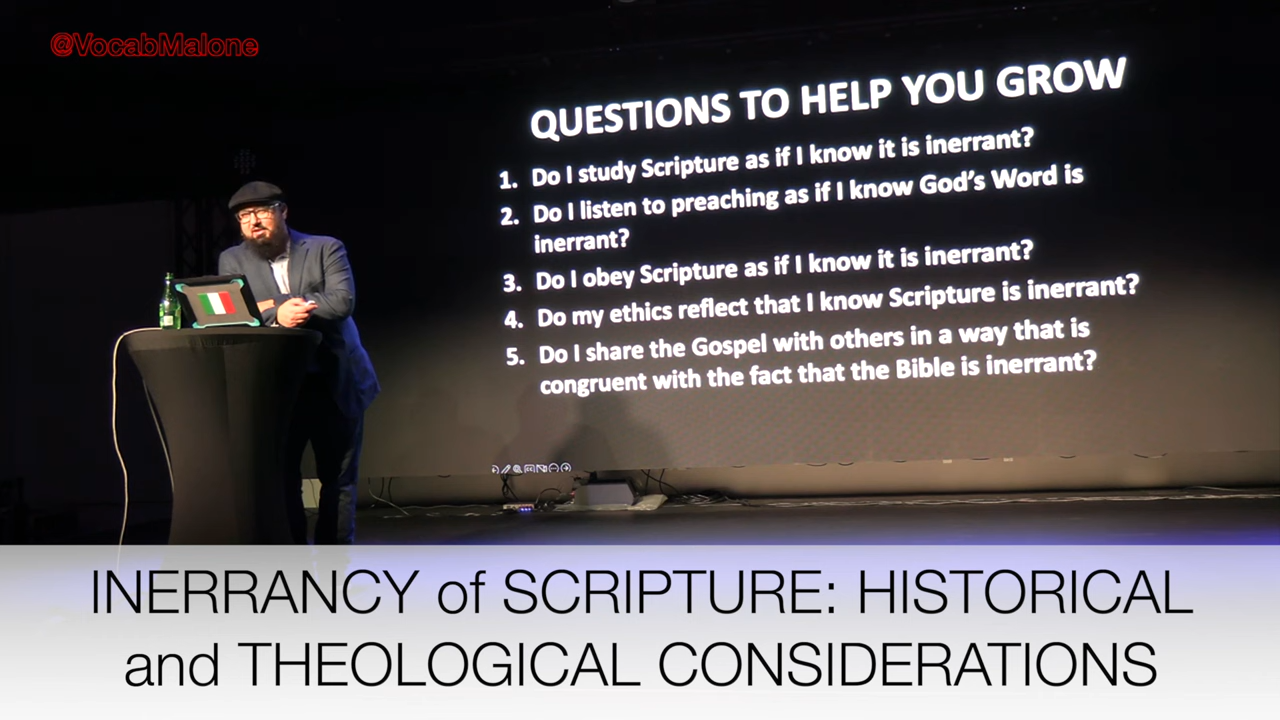 @VocabMalone
QUESTIONS TO HELP YOU GROW
1. Do I study Scripture as if I know it is inerrant?
2. Do I listen to preaching as if I know God's Word is
inerrant?
3. Do I obey Scripture as if I know it is inerrant?
4. Do my ethics reflect that I know Scripture is inerrant?
5. Do I share the Gospel with others in a way that is
congruent with the fact that the Bible is inerrant?
INERRANCY of SCRIPTURE: HISTORICAL
and THEOLOGICAL CONSIDERATIONS